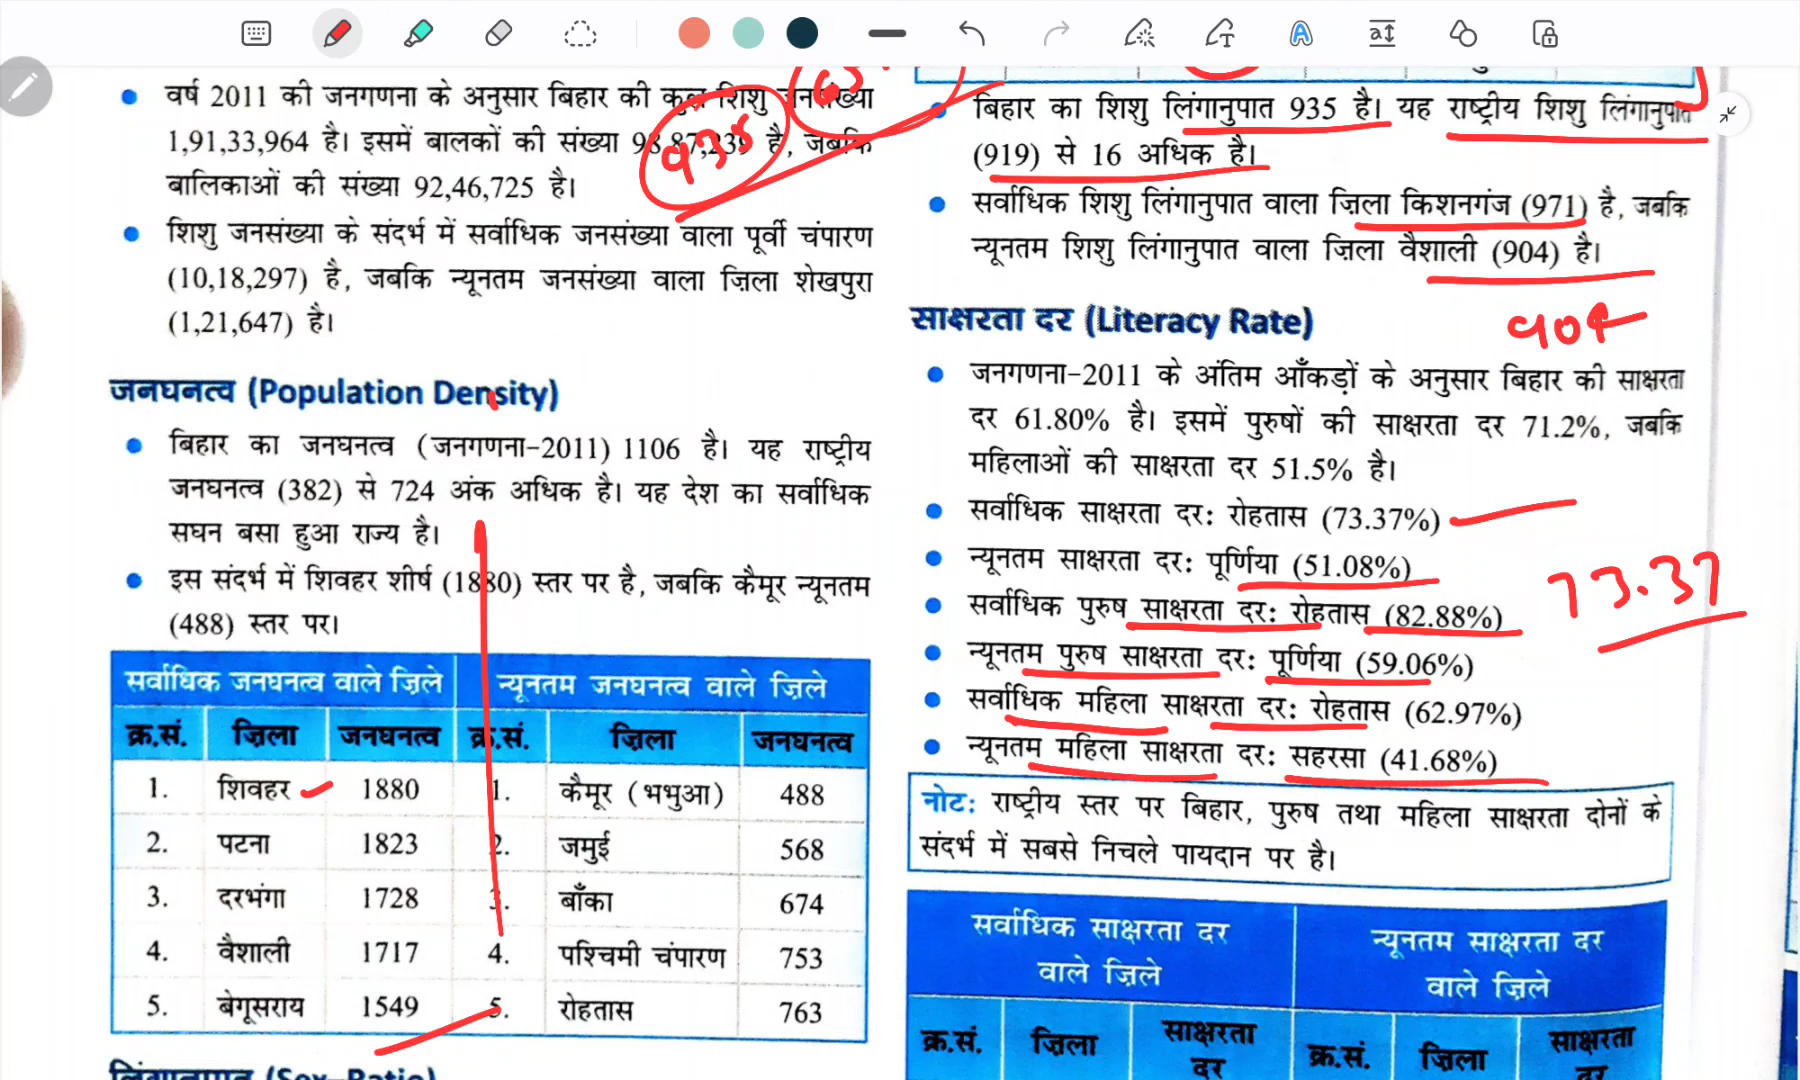 वर्ष 2011 की जनगणना के अनुसार बिहार की कुल शिशु जनसंख्या
1,91,33,964 है। इसमें बालकों की संख्या 98,87,239 है, जबकि
बालिकाओं की संख्या 92,46,725 है।
935
शिशु जनसंख्या के संदर्भ में सर्वाधिक जनसंख्या वाला पूर्वी चंपारण
(10,18,297) है, जबकि न्यूनतम जनसंख्या वाला ज़िला शेखपुरा
(1,21,647) है।
जनघनत्व (Population Density)
बिहार का जनघनत्व (जनगणना-2011) 1106 है। यह राष्ट्रीय
जनघनत्व (382) से 724 अंक अधिक है। यह देश का सर्वाधिक
सघन बसा हुआ राज्य है।
इस संदर्भ में शिवहर शीर्ष (1880) स्तर पर है, जबकि कैमूर न्यूनतम
(488) स्तर पर।
सर्वाधिक जनघनत्व वाले ज़िले न्यूनतम जनघनत्व वाले ज़िले
क्र.सं. ज़िला जनघनत्व क्र.सं. ज़िला जनघनत्व
1. शिवहर 1880 1. कैमूर (भभुआ) 488
2. पटना 1823 2. जमुई 568
3. दरभंगा 1728 3. बाँका 674
4. वैशाली 1717 4. पश्चिमी चंपारण 753
5. बेगूसराय 1549 5. रोहतास 763
लिंगानुपात (Sex-Ratio)
बिहार का शिशु लिंगानुपात 935 है। यह राष्ट्रीय शिशु लिंगानुपात
(919) से 16 अधिक है।
सर्वाधिक शिशु लिंगानुपात वाला ज़िला किशनगंज (971) है, जबकि
न्यूनतम शिशु लिंगानुपात वाला ज़िला वैशाली (904) है।
904
साक्षरता दर (Literacy Rate)
जनगणना-2011 के अंतिम आँकड़ों के अनुसार बिहार की साक्षरता
दर 61.80% है। इसमें पुरुषों की साक्षरता दर 71.2%, जबकि
महिलाओं की साक्षरता दर 51.5% है।
सर्वाधिक साक्षरता दर: रोहतास (73.37%)
न्यूनतम साक्षरता दर: पूर्णिया (51.08%)
73.37
सर्वाधिक पुरुष साक्षरता दर: रोहतास (82.88%)
न्यूनतम पुरुष साक्षरता दर: पूर्णिया (59.06%)
सर्वाधिक महिला साक्षरता दर: रोहतास (62.97%)
न्यूनतम महिला साक्षरता दर: सहरसा (41.68%)
नोट: राष्ट्रीय स्तर पर बिहार, पुरुष तथा महिला साक्षरता दोनों के
संदर्भ में सबसे निचले पायदान पर है।
सर्वाधिक साक्षरता दर न्यूनतम साक्षरता दर
वाले ज़िले वाले ज़िले
क्र.सं. ज़िला साक्षरता क्र.सं. ज़िला साक्षरता
दर दर